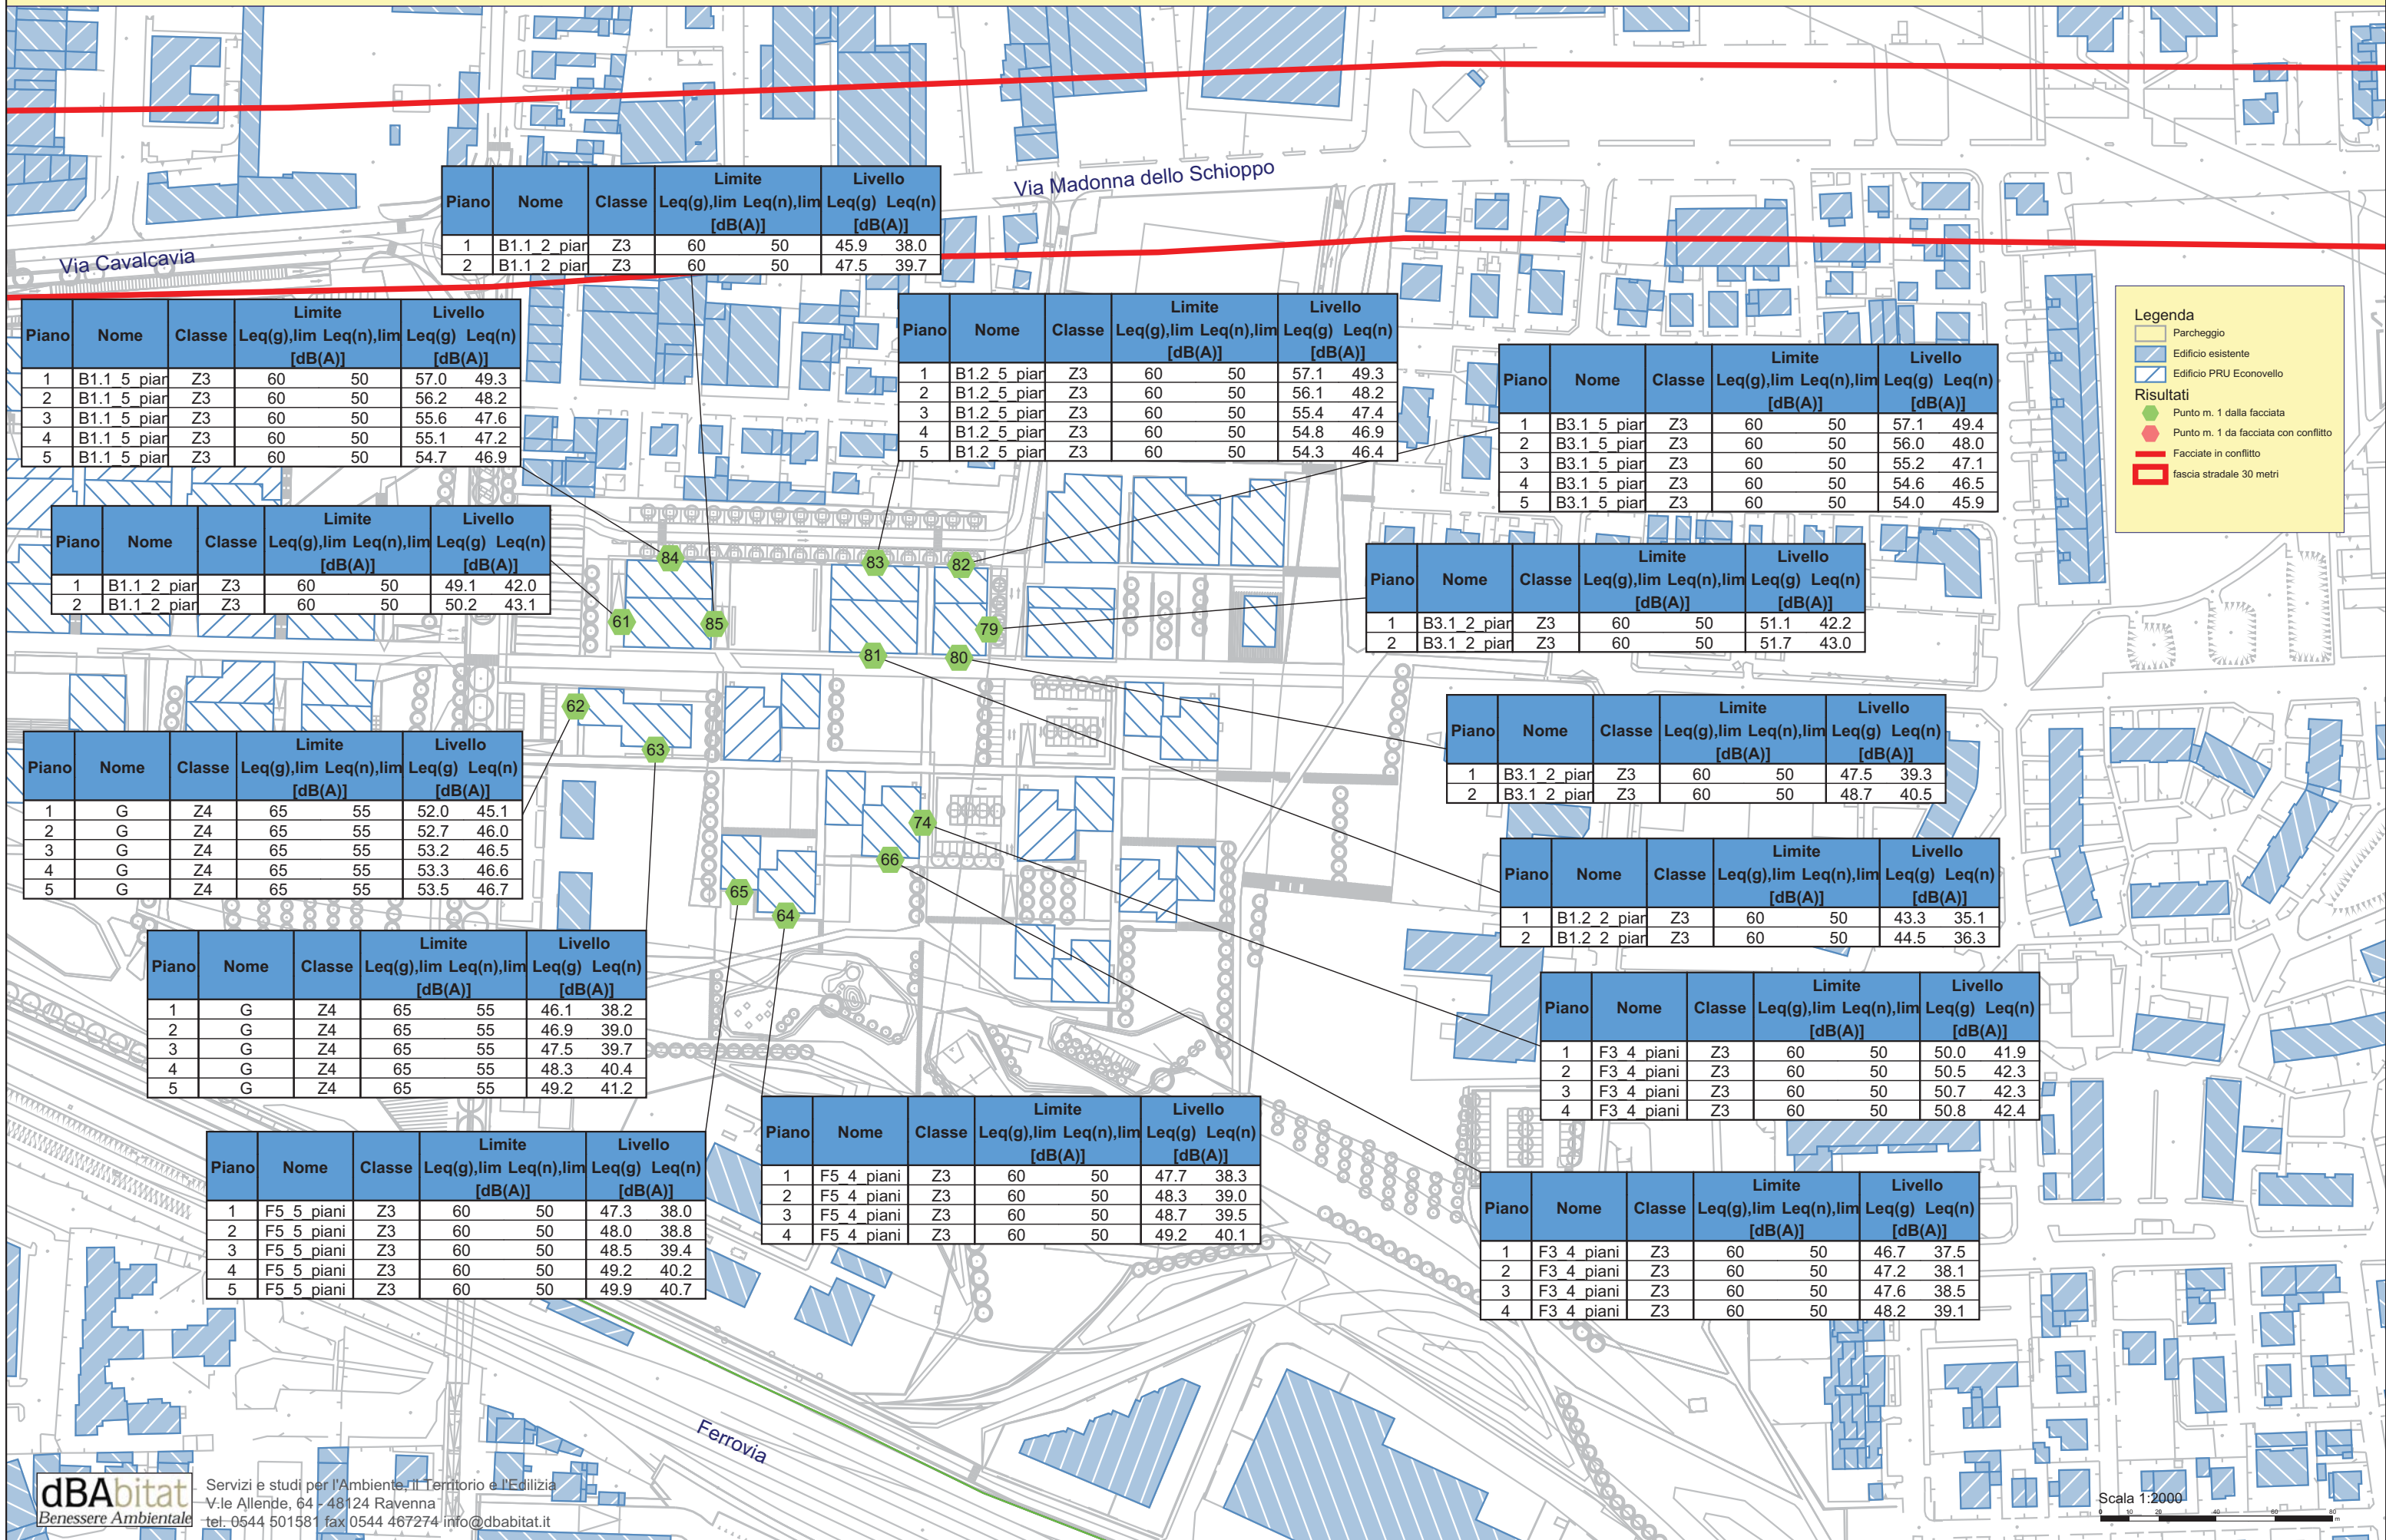 Via Madonna dello Schioppo
Via Cavalcavia
Piano Nome Classe Limite Leq(g),lim Leq(n),lim [dB(A)] Livello Leq(g) Leq(n) [dB(A)]
1 B1.1_2_pian Z3 60 50 45.9 38.0
2 B1.1_2_pian Z3 60 50 47.5 39.7
Piano Nome Classe Limite Leq(g),lim Leq(n),lim [dB(A)] Livello Leq(g) Leq(n) [dB(A)]
1 B1.1_5_pian Z3 60 50 57.0 49.3
2 B1.1_5_pian Z3 60 50 56.2 48.2
3 B1.1_5_pian Z3 60 50 55.6 47.6
4 B1.1_5_pian Z3 60 50 55.1 47.2
5 B1.1_5_pian Z3 60 50 54.7 46.9
Piano Nome Classe Limite Leq(g),lim Leq(n),lim [dB(A)] Livello Leq(g) Leq(n) [dB(A)]
1 B1.2_5_pian Z3 60 50 57.1 49.3
2 B1.2_5_pian Z3 60 50 56.1 48.2
3 B1.2_5_pian Z3 60 50 55.4 47.4
4 B1.2_5_pian Z3 60 50 54.8 46.9
5 B1.2_5_pian Z3 60 50 54.3 46.4
Piano Nome Classe Limite Leq(g),lim Leq(n),lim [dB(A)] Livello Leq(g) Leq(n) [dB(A)]
1 B3.1_5_pian Z3 60 50 57.1 49.4
2 B3.1_5_pian Z3 60 50 56.0 48.0
3 B3.1_5_pian Z3 60 50 55.2 47.1
4 B3.1_5_pian Z3 60 50 54.6 46.5
5 B3.1_5_pian Z3 60 50 54.0 45.9
Legenda
Parcheggio
Edificio esistente
Edificio PRU Econovello
Risultati
Punto m. 1 dalla facciata
Punto m. 1 da facciata con conflitto
Facciate in conflitto
fascia stradale 30 metri
Piano Nome Classe Limite Leq(g),lim Leq(n),lim [dB(A)] Livello Leq(g) Leq(n) [dB(A)]
1 B1.1_2_pian Z3 60 50 49.1 42.0
2 B1.1_2_pian Z3 60 50 50.2 43.1
Piano Nome Classe Limite Leq(g),lim Leq(n),lim [dB(A)] Livello Leq(g) Leq(n) [dB(A)]
1 B3.1_2_pian Z3 60 50 51.1 42.2
2 B3.1_2_pian Z3 60 50 51.7 43.0
84
83
82
61
85
79
81
80
62
63
74
66
65
64
Piano Nome Classe Limite Leq(g),lim Leq(n),lim [dB(A)] Livello Leq(g) Leq(n) [dB(A)]
1 B3.1_2_pian Z3 60 50 47.5 39.3
2 B3.1_2_pian Z3 60 50 48.7 40.5
Piano Nome Classe Limite Leq(g),lim Leq(n),lim [dB(A)] Livello Leq(g) Leq(n) [dB(A)]
1 G Z4 65 55 52.0 45.1
2 G Z4 65 55 52.7 46.0
3 G Z4 65 55 53.2 46.5
4 G Z4 65 55 53.3 46.6
5 G Z4 65 55 53.5 46.7
Piano Nome Classe Limite Leq(g),lim Leq(n),lim [dB(A)] Livello Leq(g) Leq(n) [dB(A)]
1 B1.2_2_pian Z3 60 50 43.3 35.1
2 B1.2_2_pian Z3 60 50 44.5 36.3
Piano Nome Classe Limite Leq(g),lim Leq(n),lim [dB(A)] Livello Leq(g) Leq(n) [dB(A)]
1 G Z4 65 55 46.1 38.2
2 G Z4 65 55 46.9 39.0
3 G Z4 65 55 47.5 39.7
4 G Z4 65 55 48.3 40.4
5 G Z4 65 55 49.2 41.2
Piano Nome Classe Limite Leq(g),lim Leq(n),lim [dB(A)] Livello Leq(g) Leq(n) [dB(A)]
1 F3_4_piani Z3 60 50 50.0 41.9
2 F3_4_piani Z3 60 50 50.5 42.3
3 F3_4_piani Z3 60 50 50.7 42.3
4 F3_4_piani Z3 60 50 50.8 42.4
Piano Nome Classe Limite Leq(g),lim Leq(n),lim [dB(A)] Livello Leq(g) Leq(n) [dB(A)]
1 F5_5_piani Z3 60 50 47.3 38.0
2 F5_5_piani Z3 60 50 48.0 38.8
3 F5_5_piani Z3 60 50 48.5 39.4
4 F5_5_piani Z3 60 50 49.2 40.2
5 F5_5_piani Z3 60 50 49.9 40.7
Piano Nome Classe Limite Leq(g),lim Leq(n),lim [dB(A)] Livello Leq(g) Leq(n) [dB(A)]
1 F5_4_piani Z3 60 50 47.7 38.3
2 F5_4_piani Z3 60 50 48.3 39.0
3 F5_4_piani Z3 60 50 48.7 39.5
4 F5_4_piani Z3 60 50 49.2 40.1
Piano Nome Classe Limite Leq(g),lim Leq(n),lim [dB(A)] Livello Leq(g) Leq(n) [dB(A)]
1 F3_4_piani Z3 60 50 46.7 37.5
2 F3_4_piani Z3 60 50 47.2 38.1
3 F3_4_piani Z3 60 50 47.6 38.5
4 F3_4_piani Z3 60 50 48.2 39.1
Ferrovia
dBAbitat
Benessere Ambientale
Servizi e studi per l'Ambiente, il Territorio e l'Edilizia
V.le Allende, 64 - 48124 Ravenna
tel. 0544 501581 fax 0544 467274 info@dbabitat.it
Scala 1:2000
0 10 20 40 60 80
m